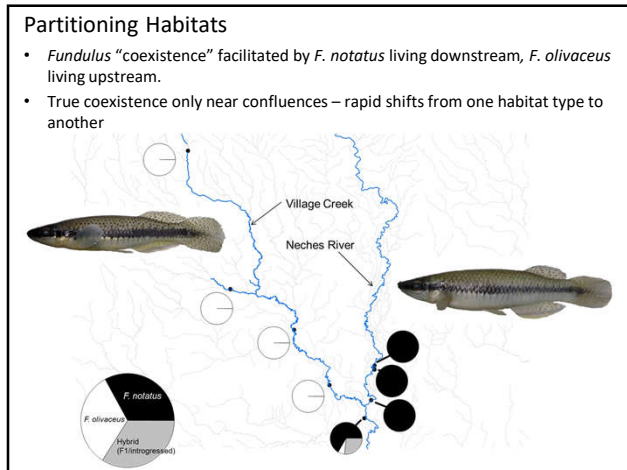 Partitioning Habitats
• Fundulus “coexistence” facilitated by F. notatus living downstream, F. olivaceus
living upstream.
• True coexistence only near confluences – rapid shifts from one habitat type to
another
Village Creek
Neches River
F. notatus
F. olivaceus
Hybrid
(F1/introgressed)